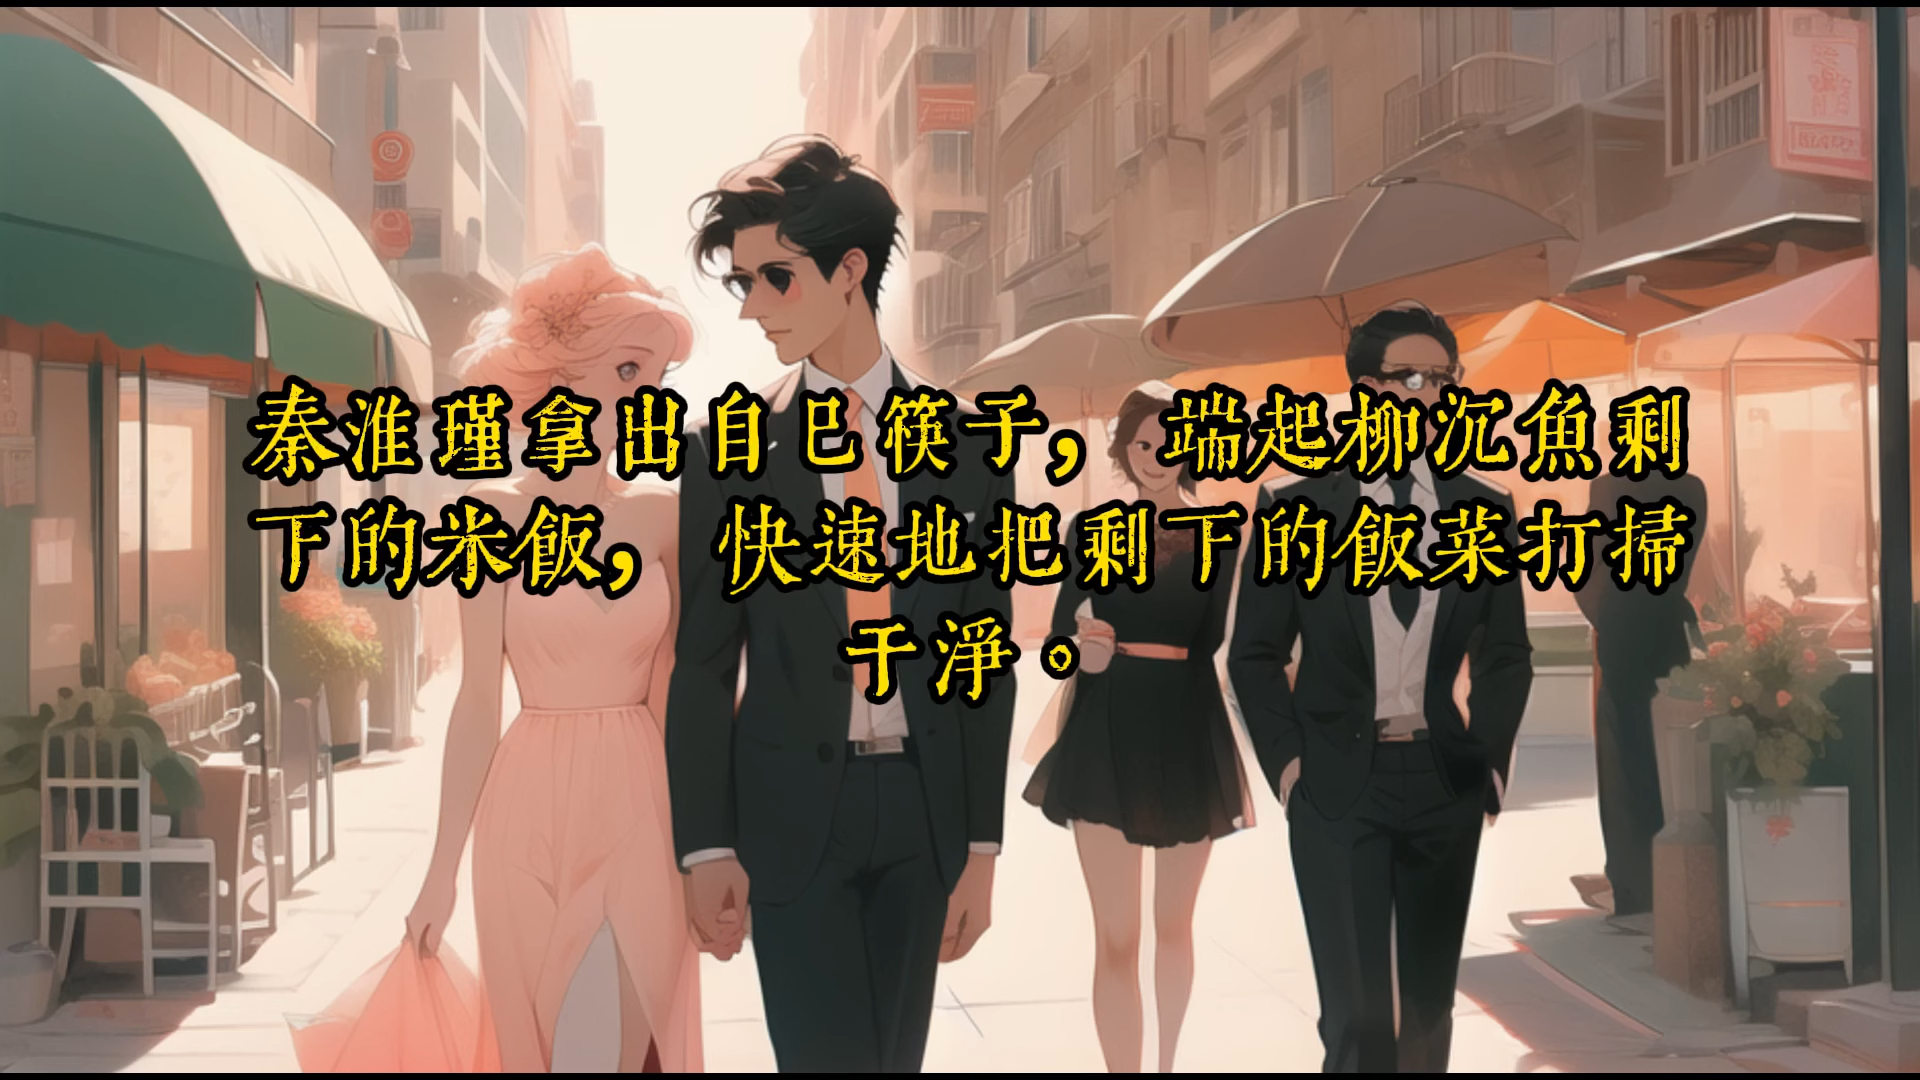 秦淮瑾拿出自己筷子，端起柳沉魚剩
下的米飯，快速地把剩下的飯菜打掃
干淨。